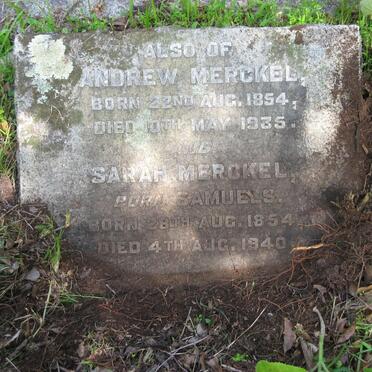 ALSO OF
ANDREW MERCKEL,
BORN 22ND AUG. 1854,
DIED 10TH MAY 1935.
AND
SARAH MERCKEL,
BORN SAMUELS.
BORN 28TH AUG. 1854
DIED 4TH AUG. 1940